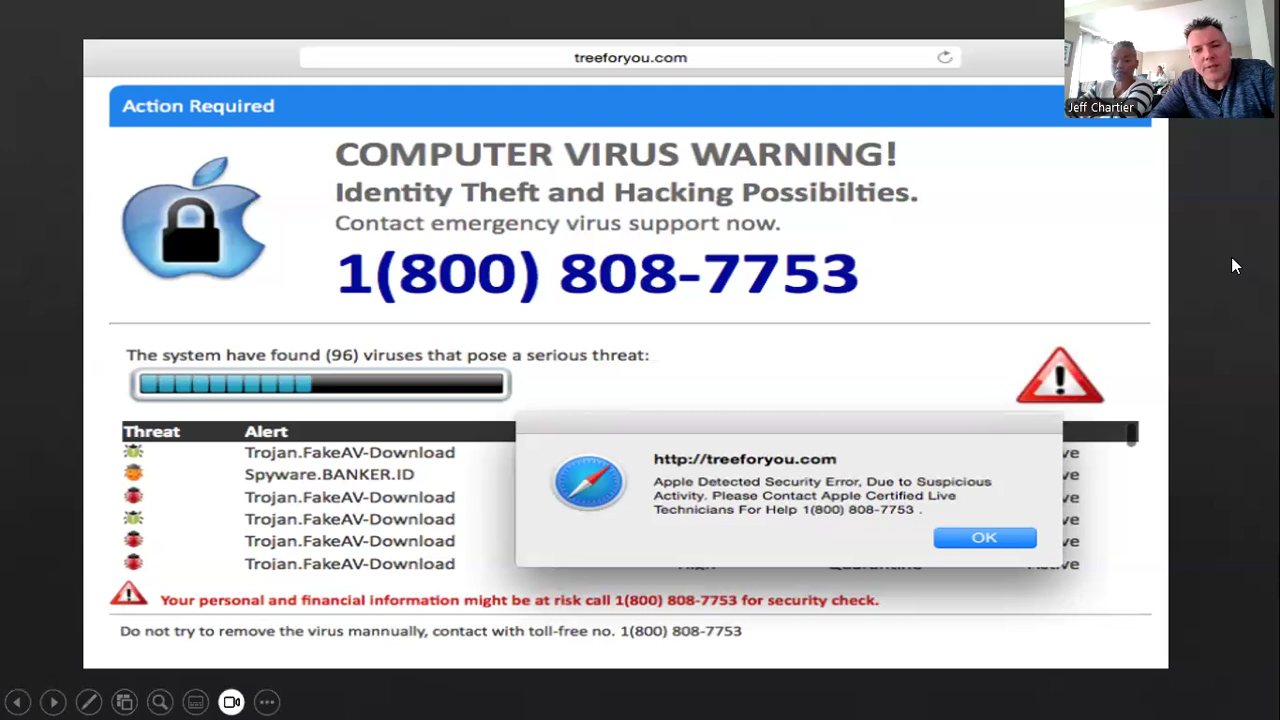 treeforyou.com
Action Required
COMPUTER VIRUS WARNING!
Identity Theft and Hacking Possibilties.
Contact emergency virus support now.
1(800) 808-7753
The system have found (96) viruses that pose a serious threat:
Threat Alert
Trojan.FakeAV-Download
Spyware.BANKER.ID
Trojan.FakeAV-Download
Trojan.FakeAV-Download
Trojan.FakeAV-Download
Trojan.FakeAV-Download
http://treeforyou.com
Apple Detected Security Error, Due to Suspicious
Activity. Please Contact Apple Certified Live
Technicians For Help 1(800) 808-7753 .
OK
Your personal and financial information might be at risk call 1(800) 808-7753 for security check.
Do not try to remove the virus mannually, contact with toll-free no. 1(800) 808-7753
Jeff Chartier